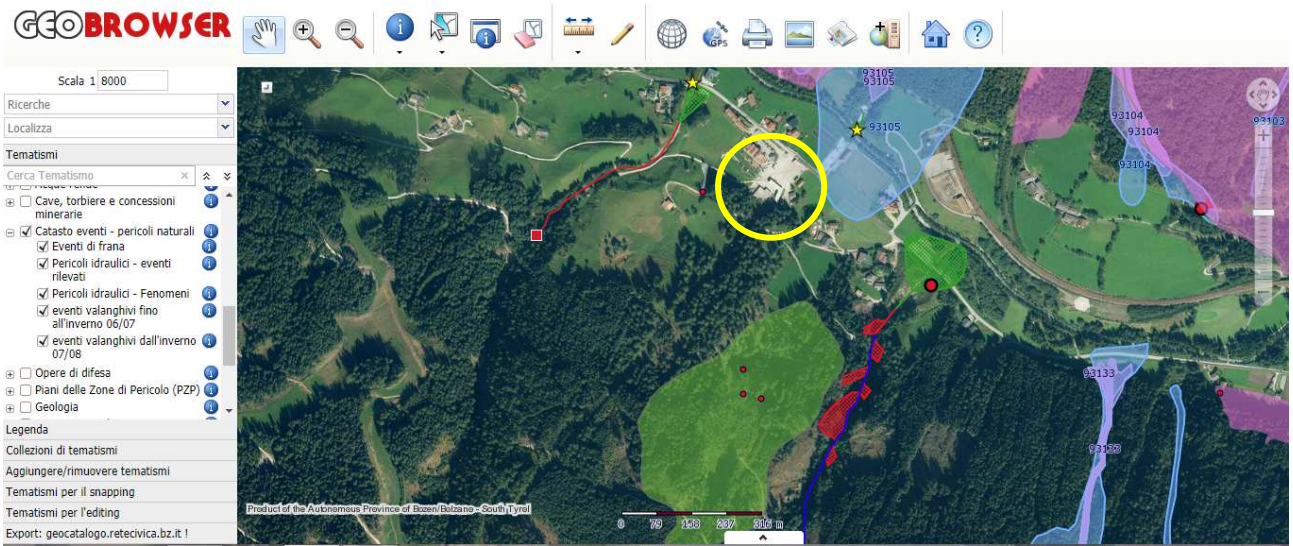 GEOBROWSER
GPS
Scala 1 8000
Ricerche
Localizza
Tematismi
Cerca Tematismo
Cave, torbiere e concessioni
minerarie
Catasto eventi - pericoli naturali
Eventi di frana
Pericoli idraulici - eventi
rilevati
Pericoli idraulici - Fenomeni
eventi valanghivi fino
all'inverno 06/07
eventi valanghivi dall'inverno
07/08
Opere di difesa
Piani delle Zone di Pericolo (PZP)
Geologia
Legenda
Collezioni di tematismi
Aggiungere/rimuovere tematismi
Tematismi per il snapping
Tematismi per l'editing
Export: geocatalogo.retecivica.bz.it !
93105
93105
93105
93104
93104
93104
93103
93133
93133
Product of the Autonomous Province of Bozen/Bolzano - South Tyrol
0 79 158 237 316 m